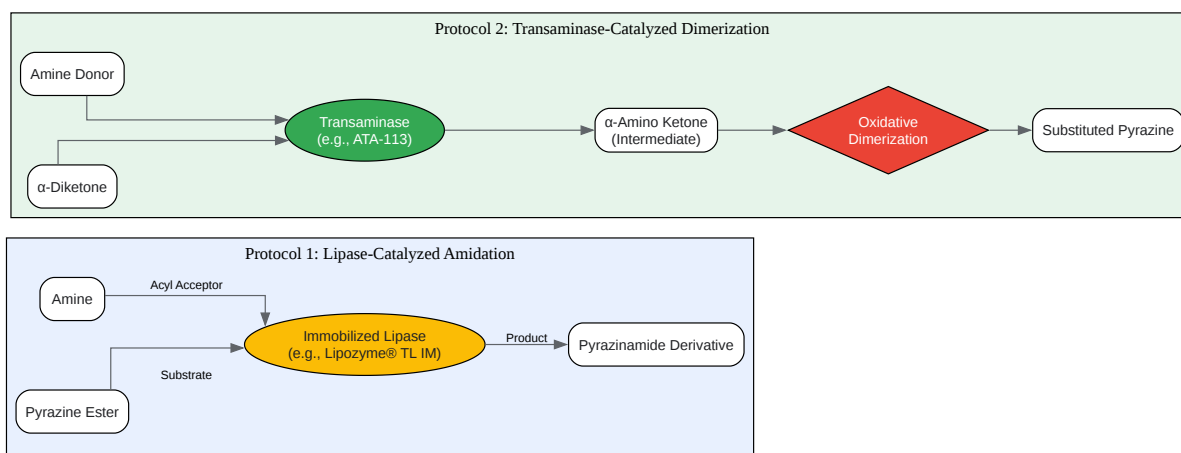 Protocol 2: Transaminase-Catalyzed Dimerization
Amine Donor
α-Diketone
Transaminase
(e.g., ATA-113)
α-Amino Ketone
(Intermediate)
Oxidative
Dimerization
Substituted Pyrazine
Protocol 1: Lipase-Catalyzed Amidation
Amine
Acyl Acceptor
Pyrazine Ester
Substrate
Immobilized Lipase
(e.g., Lipozyme® TL IM)
Product
Pyrazinamide Derivative